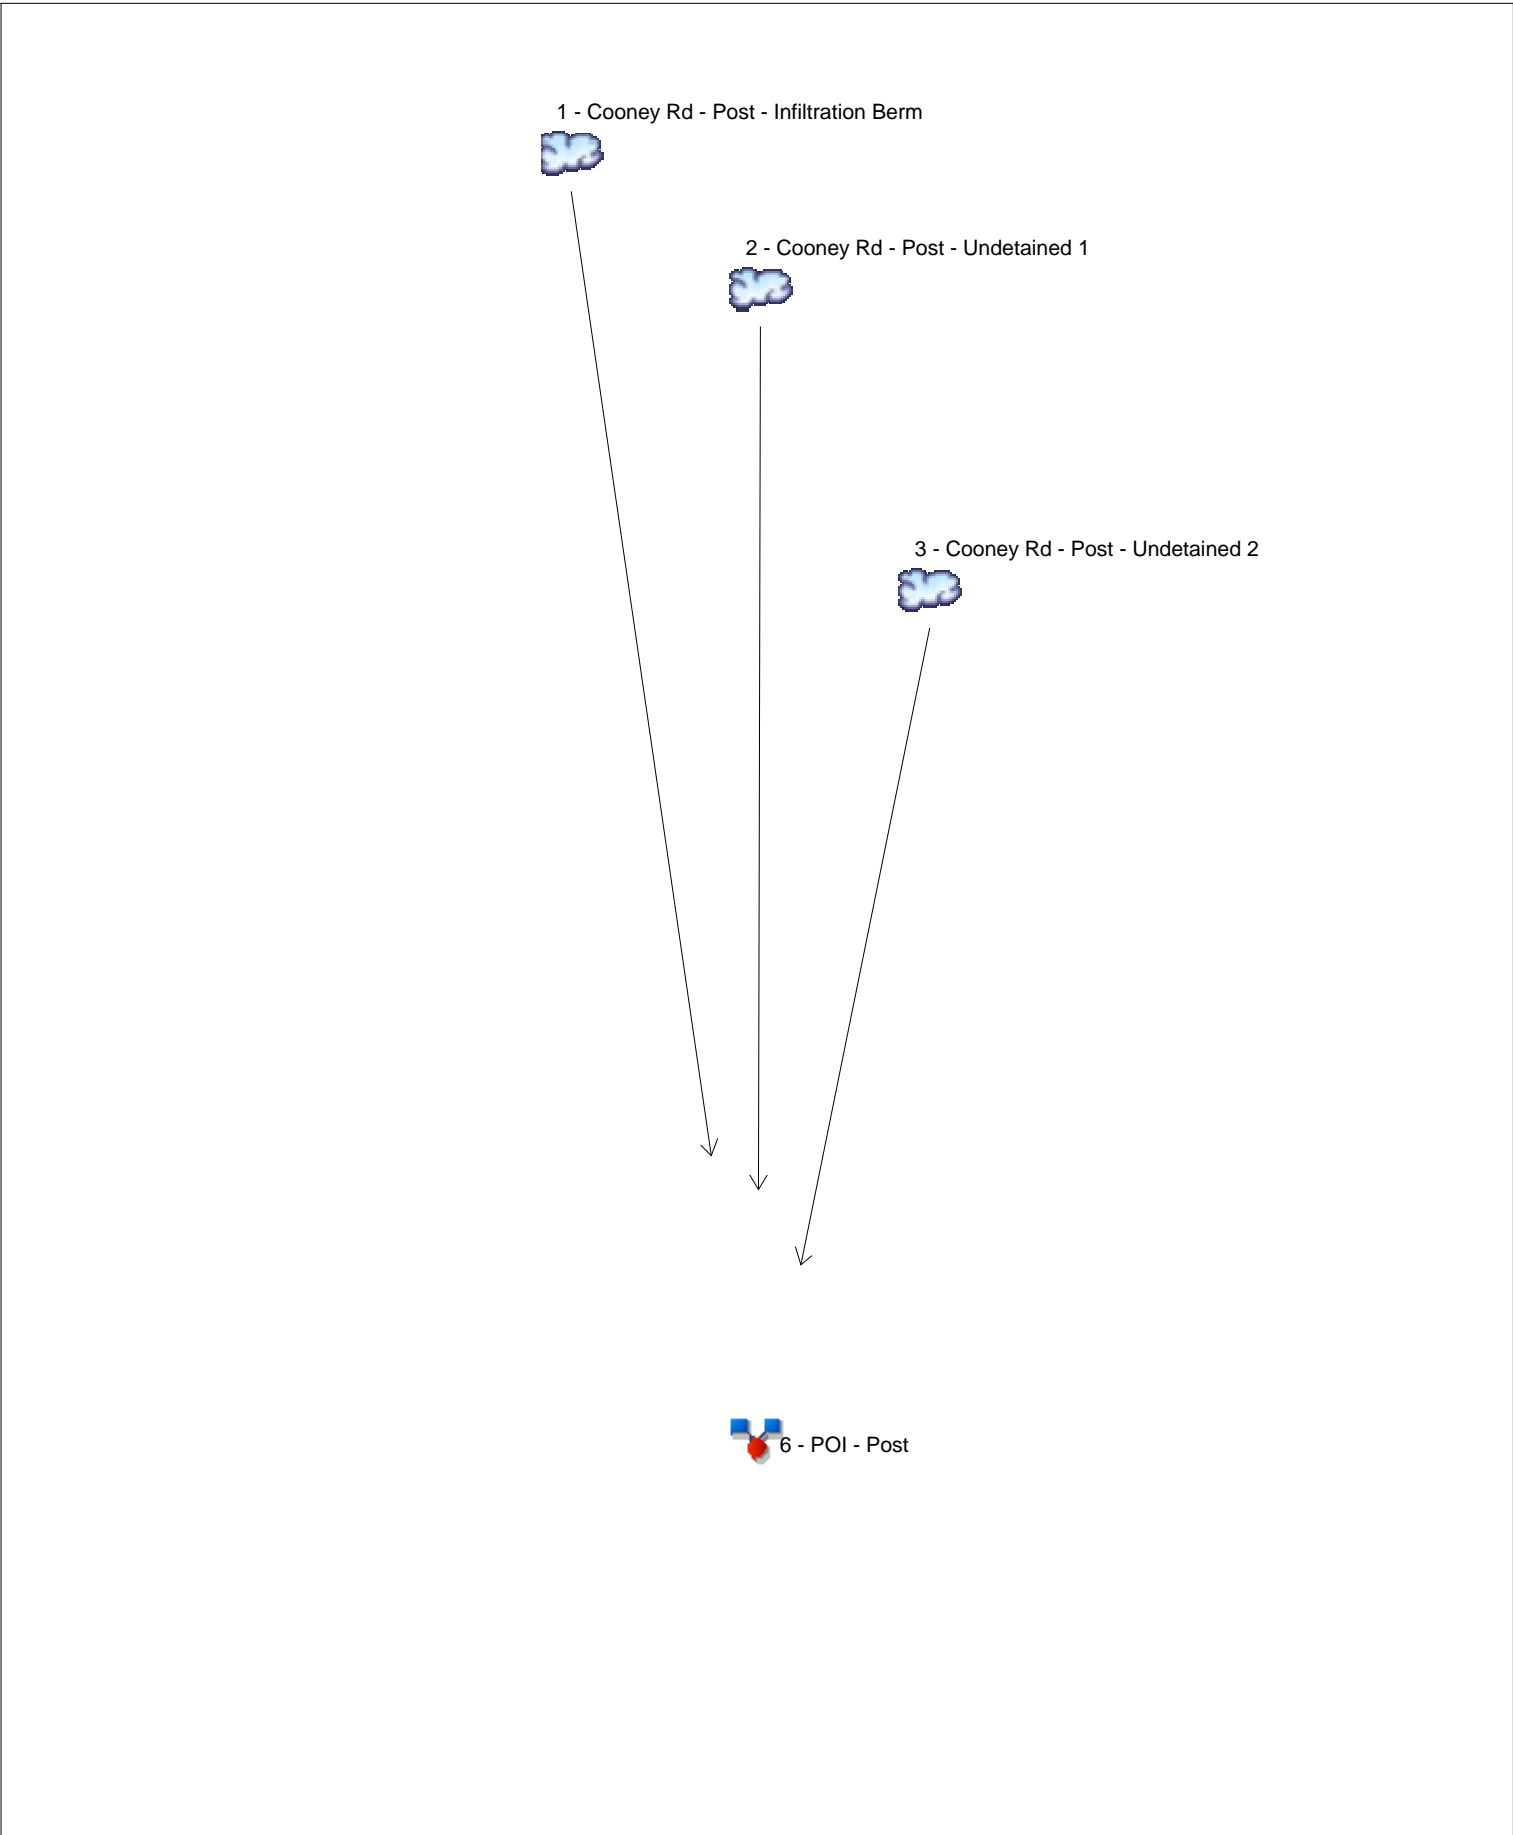 1 - Cooney Rd - Post - Infiltration Berm
2 - Cooney Rd - Post - Undetained 1
3 - Cooney Rd - Post - Undetained 2
6 - POI - Post